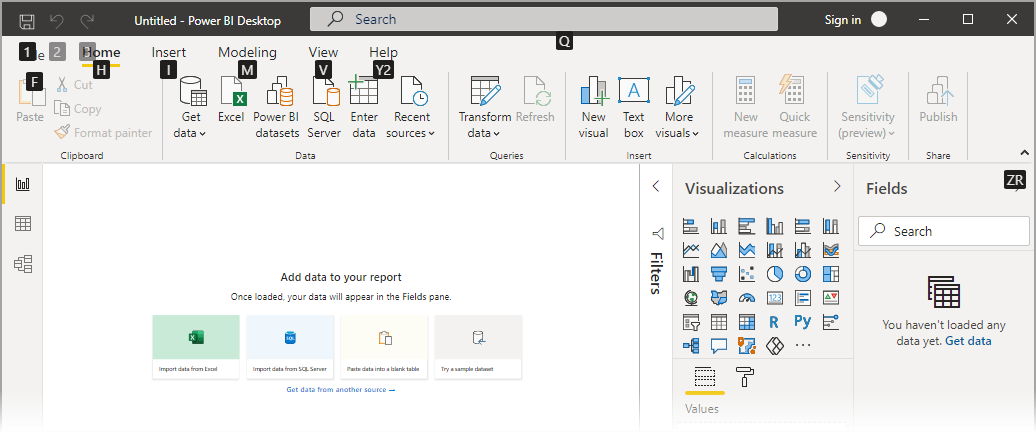 Untitled - Power BI Desktop
Search
Sign in
1
2
3
Q
Home
Insert
Modeling
View
Help
F
H
I
M
V
Y2
Paste
Cut
Copy
Format painter
Clipboard
Get
data
Excel
Power BI
datasets
SQL
Server
Enter
data
Recent
sources
Data
Transform
data
Refresh
Queries
New
visual
Text
box
More
visuals
Insert
New
measure
Quick
measure
Calculations
Sensitivity
(preview)
Sensitivity
Publish
Share
ZR
Filters
Visualizations
Fields
Search
123
R
Py
Values
You haven't loaded any
data yet. Get data
Add data to your report
Once loaded, your data will appear in the Fields pane.
SQL
Import data from Excel
Import data from SQL Server
Paste data into a blank table
Try a sample dataset
Get data from another source →